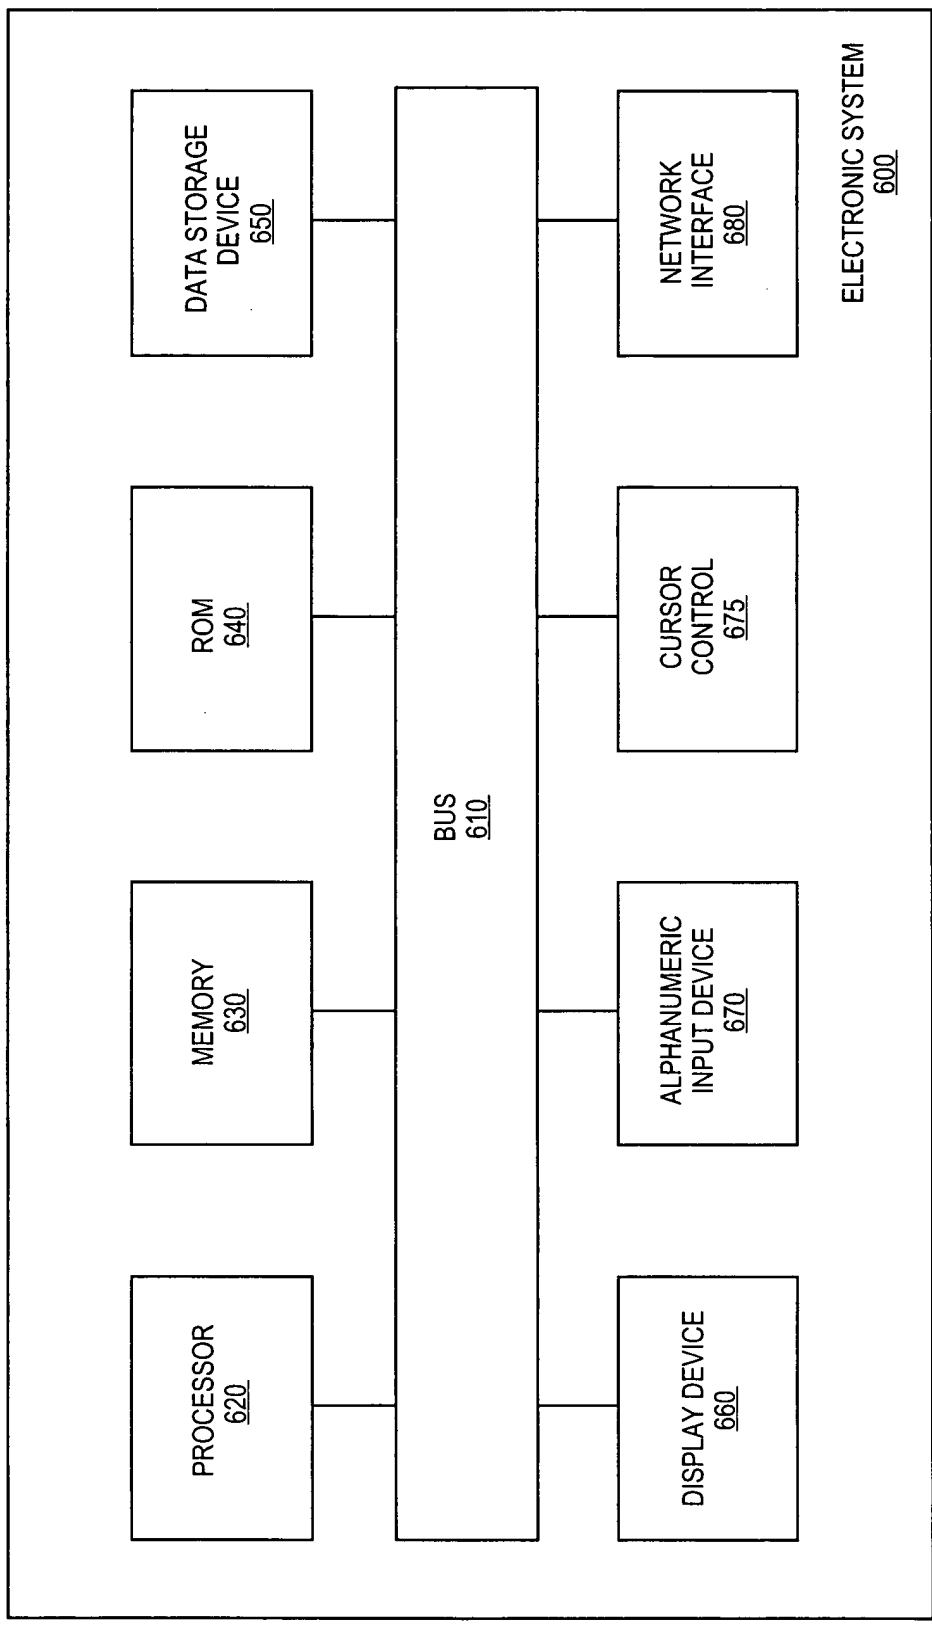 PROCESSOR
620
MEMORY
630
ROM
640
DATA STORAGE
DEVICE
650
BUS
610
DISPLAY DEVICE
660
ALPHANUMERIC
INPUT DEVICE
670
CURSOR
CONTROL
675
NETWORK
INTERFACE
680
ELECTRONIC SYSTEM
600